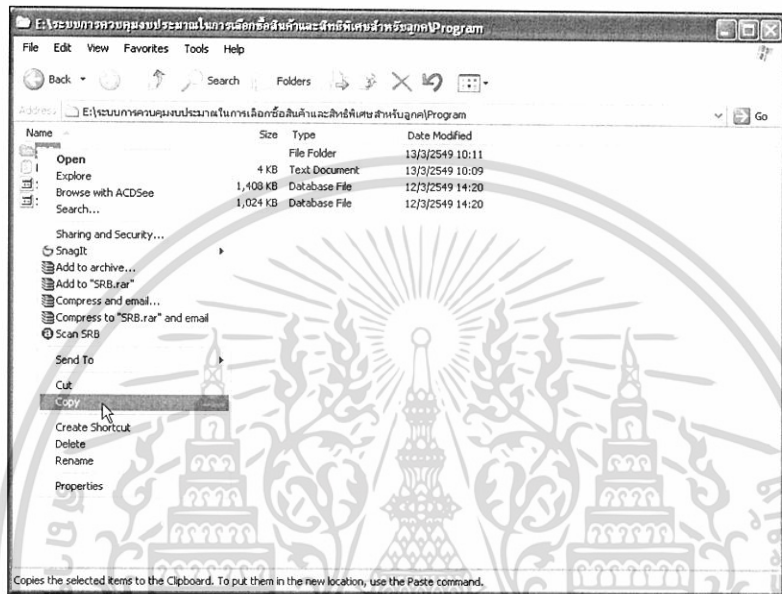 E:\ระบบการควบคุมงบประมาณในการเลือกซื้อสินค้าและสิทธิพิเศษสำหรับลูกค\Program
File Edit View Favorites Tools Help
Back Search Folders
Address E:\ระบบการควบคุมงบประมาณในการเลือกซื้อสินค้าและสิทธิพิเศษสำหรับลูกค\Program Go
Name Size Type Date Modified
File Folder 13/3/2549 10:11
4 KB Text Document 13/3/2549 10:09
1,408 KB Database File 12/3/2549 14:20
1,024 KB Database File 12/3/2549 14:20
Open
Explore
Browse with ACDSee
Search...
Sharing and Security...
SnagIt
Add to archive...
Add to "SRB.rar"
Compress and email...
Compress to "SRB.rar" and email
Scan SRB
Send To
Cut
Copy
Create Shortcut
Delete
Rename
Properties
Copies the selected items to the Clipboard. To put them in the new location, use the Paste command.